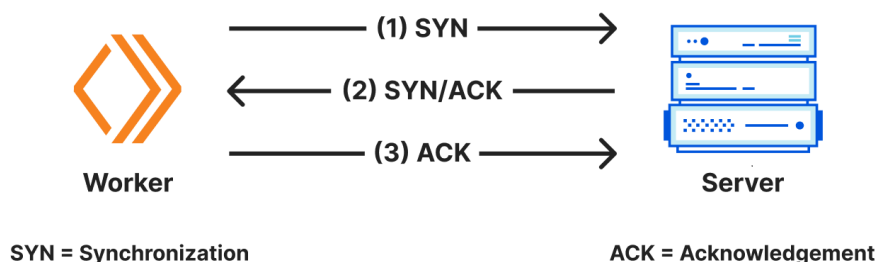 (1) SYN
(2) SYN/ACK
(3) ACK
Worker
Server
SYN = Synchronization
ACK = Acknowledgement